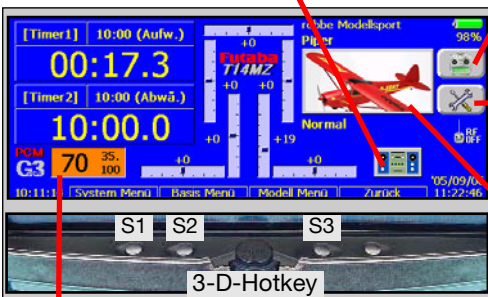 [Timer1] 10:00 (Aufw.)
00:17.3
[Timer2] 10:00 (Abwä.)
10:00.0
PCM
G3 70 35.
100
+0
Futaba
T14MZ
+0 +0
+0 +19
+0 +0
robbe Modellsport
Piper
98%
Normal
RF
OFF
'05/09/0
10:11:1 System Menü Basis Menü Modell Menü Zurück 11:22:46
S1 S2 S3
3-D-Hotkey